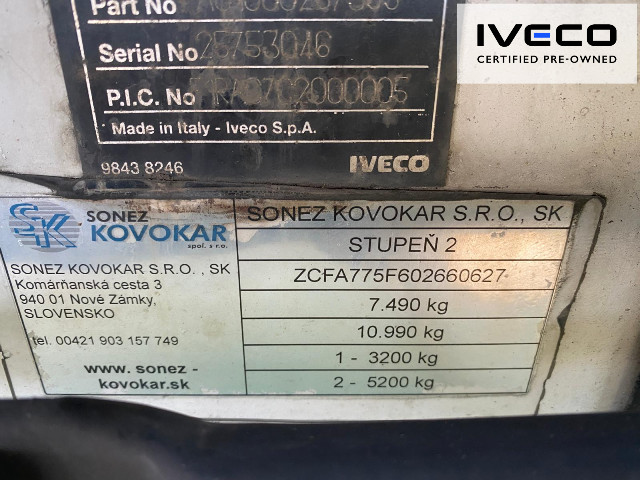 Part No
IVECO
CERTIFIED PRE-OWNED
Serial No 25753046
P.I.C. No
Made in Italy - Iveco S.p.A.
9843 8246
IVECO
SK SONEZ
KOVOKAR
spol. s r.o.
SONEZ KOVOKAR S.R.O. , SK
Komárňanská cesta 3
940 01 Nové Zámky,
SLOVENSKO
tel. 00421 903 157 749
www. sonez -
kovokar.sk
SONEZ KOVOKAR S.R.O., SK
STUPEŇ 2
ZCFA775F602660627
7.490 kg
10.990 kg
1 - 3200 kg
2 - 5200 kg